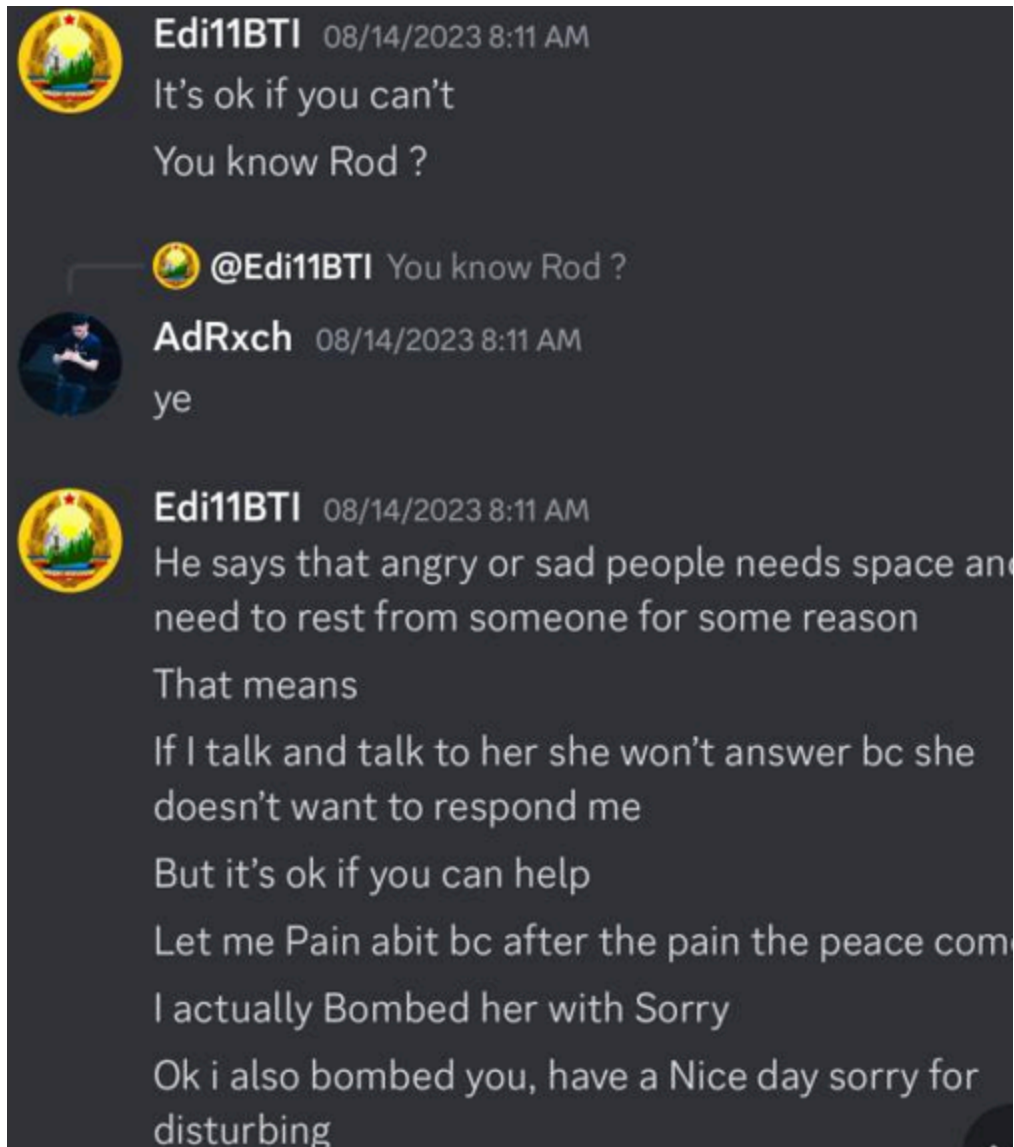 Edi11BTI 08/14/2023 8:11 AM
It's ok if you can't
You know Rod ?
@Edi11BTI You know Rod ?
AdRxch 08/14/2023 8:11 AM
ye
Edi11BTI 08/14/2023 8:11 AM
He says that angry or sad people needs space and
need to rest from someone for some reason
That means
If I talk and talk to her she won't answer bc she
doesn't want to respond me
But it's ok if you can help
Let me Pain abit bc after the pain the peace com
I actually Bombed her with Sorry
Ok i also bombed you, have a Nice day sorry for
disturbing